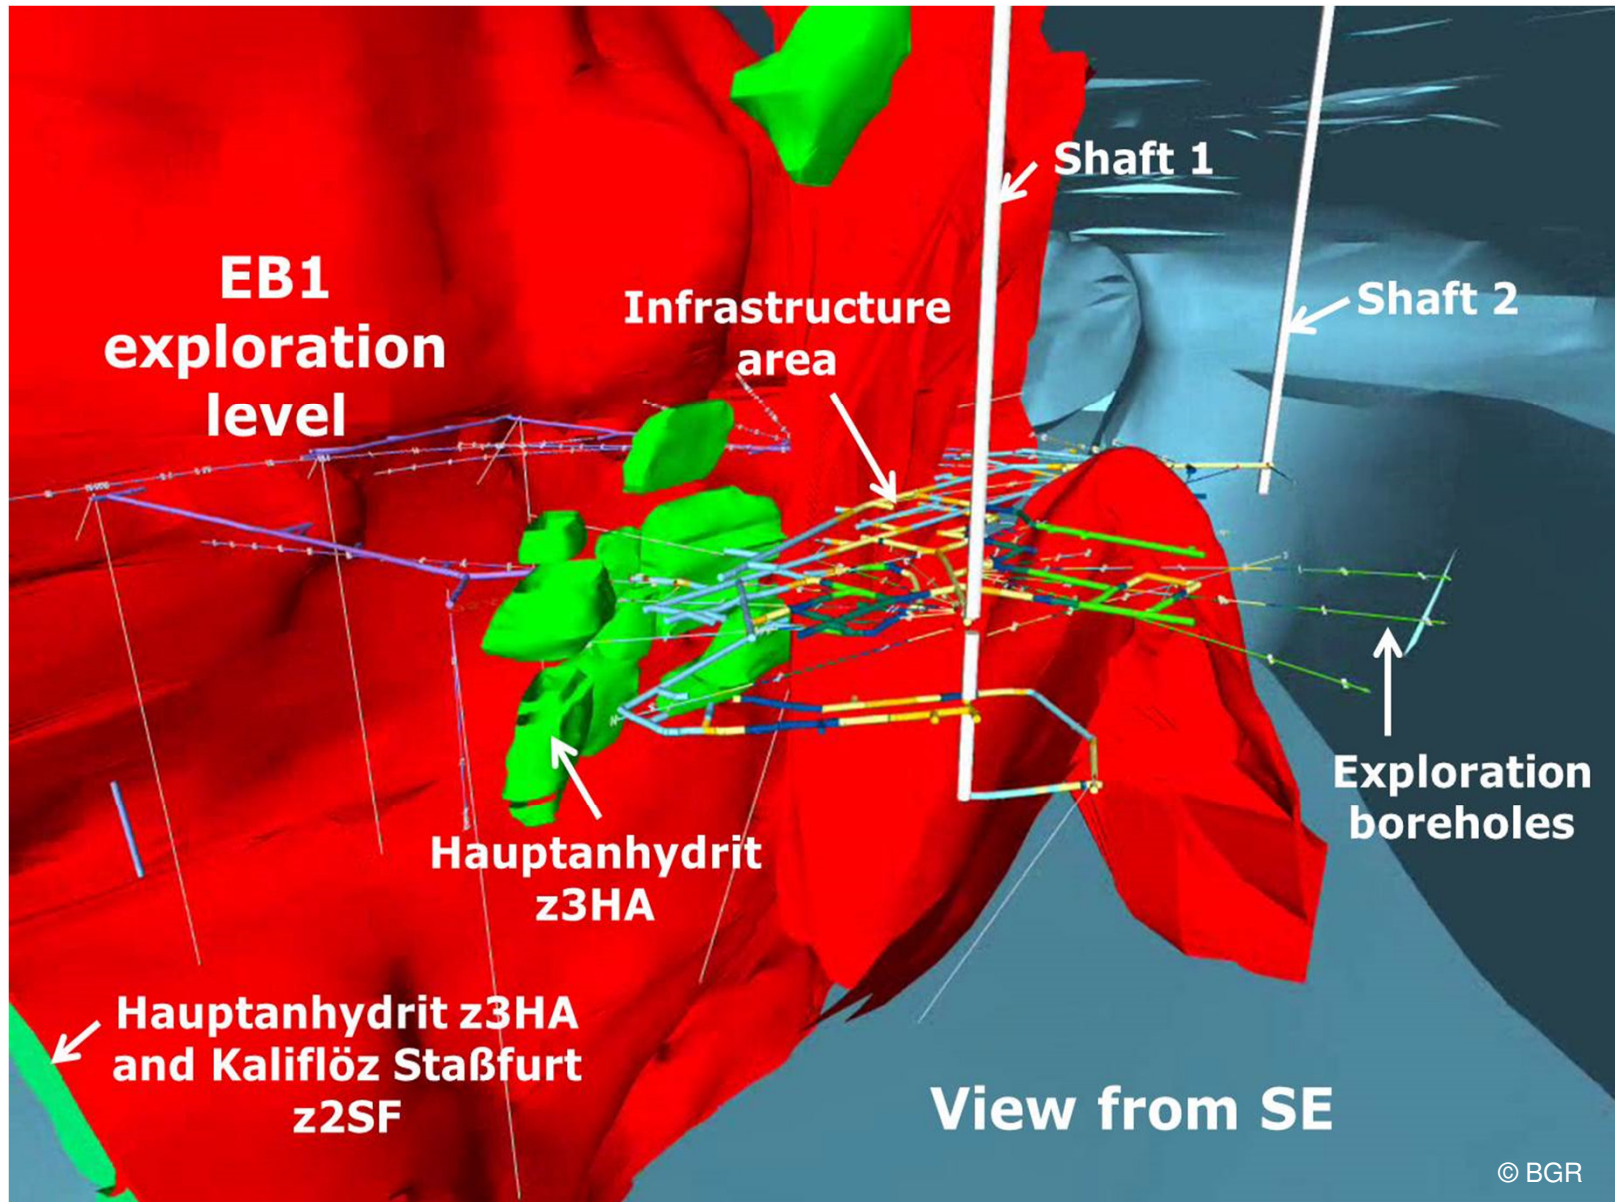 Shaft 1
EB1
exploration
level
Infrastructure
area
Shaft 2
Exploration
boreholes
Hauptanhydrit
z3HA
Hauptanhydrit z3HA
and Kaliflöz Staßfurt
z2SF
View from SE
© BGR